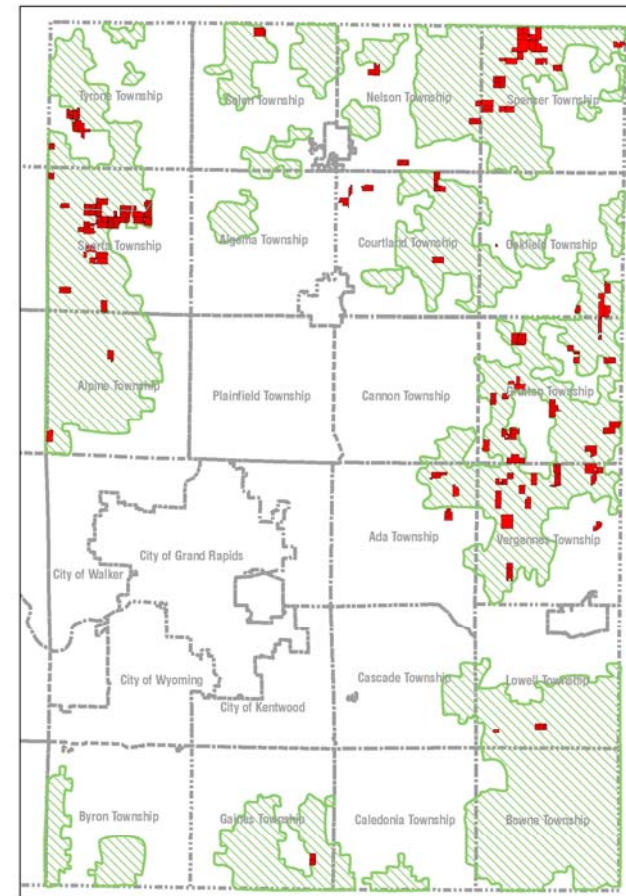 Tyrone Township
Solon Township
Nelson Township
Spenser Township
Sparta Township
Algoma Township
Courtland Township
Oakfield Township
Alpine Township
Plainfield Township
Cannon Township
Grattan Township
City of Grand Rapids
Ada Township
Vergennes Township
City of Walker
City of Wyoming
City of Kentwood
Cascade Township
Lowell Township
Byron Township
Gaines Township
Caledonia Township
Bowne Township